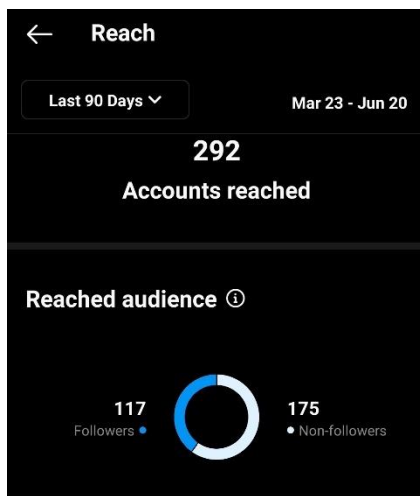 Reach
Last 90 Days
Mar 23 - Jun 20
292
Accounts reached
Reached audience
117
Followers
175
Non-followers